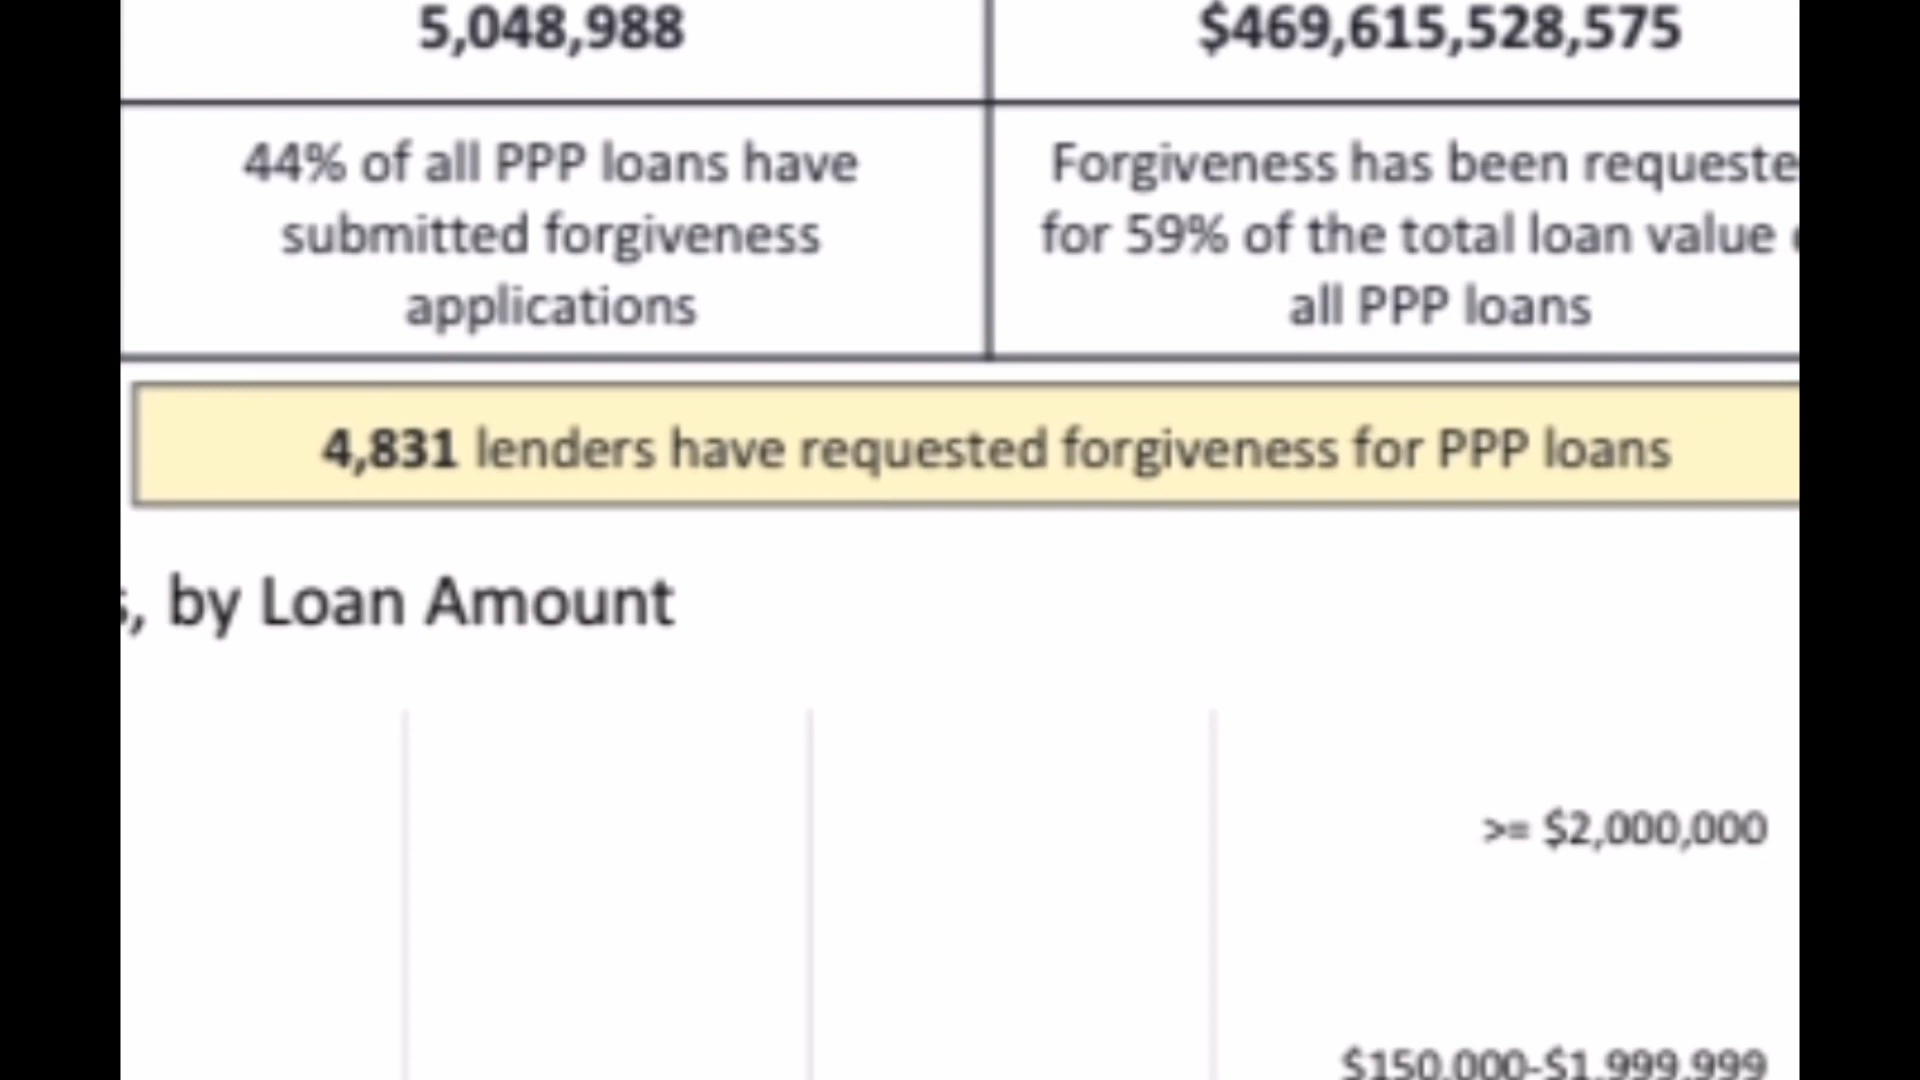 5,048,988
$469,615,528,575
44% of all PPP loans have
submitted forgiveness
applications
Forgiveness has been requeste
for 59% of the total loan value
all PPP loans
4,831 lenders have requested forgiveness for PPP loans
, by Loan Amount
>= $2,000,000
$150,000-$1,999,999